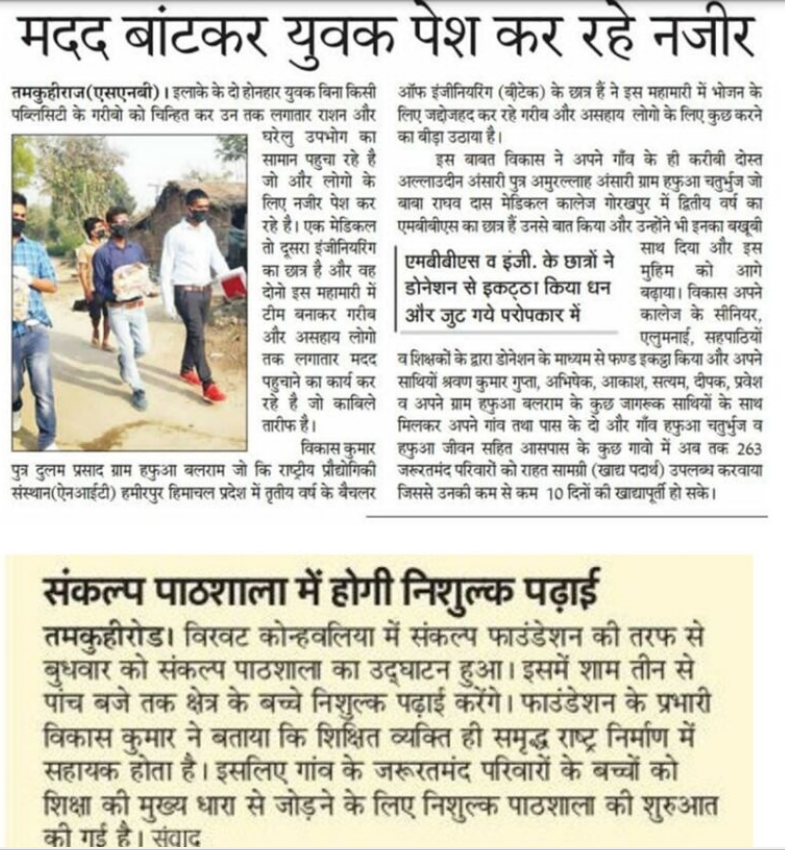 मदद बांटकर युवक पेश कर रहे नजीर
तमकुहीराज(एसएनबी)। इलाके के दो होनहार युवक बिना किसी
पब्लिसिटी के गरीबो को चिन्हित कर उन तक लगातार राशन और
घरेलु उपभोग का
सामान पहुचा रहे है
जो और लोगो के
लिए नजीर पेश कर
रहे है। एक मेडिकल
तो दूसरा इंजीनियरिंग
का छात्र है और वह
दोनो इस महामारी में
टीम बनाकर गरीब
और असहाय लोगो
तक लगातार मदद
पहुचाने का कार्य कर
रहे है जो काबिले
तारीफ है।
विकास कुमार
पुत्र दुलम प्रसाद ग्राम हफुआ बलराम जो कि राष्ट्रीय प्रौद्योगिकी
संस्थान(ऐनआईटी) हमीरपुर हिमाचल प्रदेश में तृतीय वर्ष के बैचलर
ऑफ इंजीनियरिंग (बीटेक) के छात्र हैं ने इस महामारी में भोजन के
लिए जद्दोजहद कर रहे गरीब और असहाय लोगो के लिए कुछ करने
का बीड़ा उठाया है।
इस बाबत विकास ने अपने गाँव के ही करीबी दोस्त
अल्लाउदीन अंसारी पुत्र अमुरल्लाह अंसारी ग्राम हफुआ चतुर्भुज जो
बाबा राघव दास मेडिकल कालेज गोरखपुर में द्वितीय वर्ष का
एमबीबीएस का छात्र हैं उनसे बात किया और उन्होंने भी इनका बखूबी
साथ दिया और इस
मुहिम को आगे
बढ़ाया। विकास अपने
कालेज के सीनियर,
एलुमनाई, सहपाठियों
एमबीबीएस व इंजी. के छात्रों ने
डोनेशन से इकट्ठा किया धन
और जुट गये परोपकार में
व शिक्षकों के द्वारा डोनेशन के माध्यम से फण्ड इकट्ठा किया और अपने
साथियों श्रवण कुमार गुप्ता, अभिषेक, आकाश, सत्यम, दीपक, प्रवेश
व अपने ग्राम हफुआ बलराम के कुछ जागरूक साथियों के साथ
मिलकर अपने गांव तथा पास के दो और गाँव हफुआ चतुर्भुज व
हफुआ जीवन सहित आसपास के कुछ गावो में अब तक 263
जरूरतमंद परिवारों को राहत सामग्री (खाद्य पदार्थ) उपलब्ध करवाया
जिससे उनकी कम से कम 10 दिनों की खाद्यापूर्ती हो सके।
संकल्प पाठशाला में होगी निशुल्क पढ़ाई
तमकुहीरोड। विरवट कोन्हवलिया में संकल्प फाउंडेशन की तरफ से
बुधवार को संकल्प पाठशाला का उद्घाटन हुआ। इसमें शाम तीन से
पांच बजे तक क्षेत्र के बच्चे निशुल्क पढ़ाई करेंगे। फाउंडेशन के प्रभारी
विकास कुमार ने बताया कि शिक्षित व्यक्ति ही समृद्ध राष्ट्र निर्माण में
सहायक होता है। इसलिए गांव के जरूरतमंद परिवारों के बच्चों को
शिक्षा की मुख्य धारा से जोड़ने के लिए निशुल्क पाठशाला की शुरुआत
की गई है। संवाद